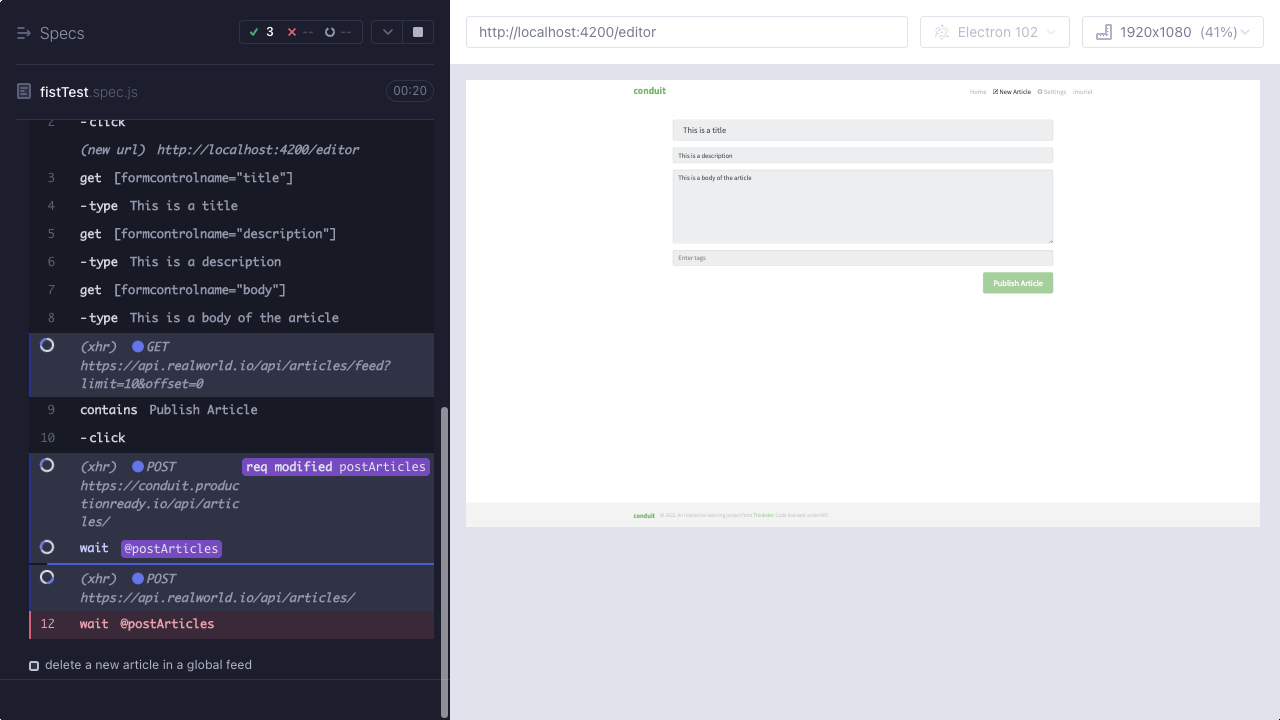 Specs
3
--
--
fistTest.spec.js
00:20
2 -click
(new url) http://localhost:4200/editor
3 get [formcontrolname="title"]
4 -type This is a title
5 get [formcontrolname="description"]
6 -type This is a description
7 get [formcontrolname="body"]
8 -type This is a body of the article
(xhr) GET
https://api.realworld.io/api/articles/feed?
limit=10&offset=0
9 contains Publish Article
10 -click
(xhr) POST req modified postArticles
https://conduit.produc
tionready.io/api/artic
les/
wait @postArticles
(xhr) POST
https://api.realworld.io/api/articles/
12 wait @postArticles
delete a new article in a global feed
http://localhost:4200/editor
Electron 102
1920x1080 (41%)
conduit
Home New Article Settings imuriel
This is a title
This is a description
This is a body of the article
Enter tags
Publish Article
conduit © 2022. An interactive learning project from Thinkster. Code licensed under MIT.